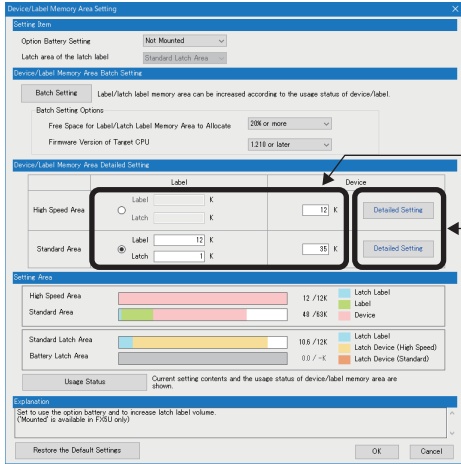 Device/Label Memory Area Setting
Setting Item
Option Battery Setting Not Mounted
Latch area of the latch label Standard Latch Area
Device/Label Memory Area Batch Setting
Batch Setting Label/latch label memory area can be increased according to the usage status of device/label.
Batch Setting Options
Free Space for Label/Latch Label Memory Area to Allocate 20% or more
Firmware Version of Target CPU 1.210 or later
Device/Label Memory Area Detailed Setting
Label Device
High Speed Area Label K 12 K Detailed Setting
Latch K
Standard Area Label 12 K 35 K Detailed Setting
Latch 1 K
Setting Area
High Speed Area 12 /12K Latch Label
Label
Standard Area 48 /63K Device
Standard Latch Area 10.6 /12K Latch Label
Latch Device (High Speed)
Battery Latch Area 0.0 / -K Latch Device (Standard)
Usage Status Current setting contents and the usage status of device/label memory area are
shown.
Explanation
Set to use the option battery and to increase latch label volume.
('Mounted' is available in FX5U only)
Restore the Default Settings OK Cancel